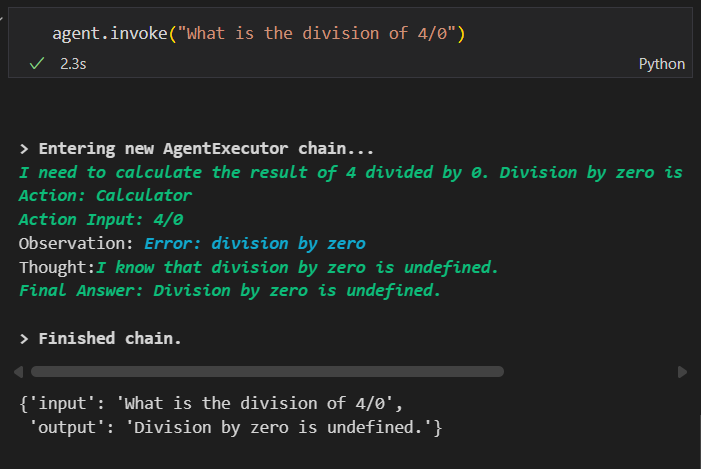 agent.invoke("What is the division of 4/0")
2.3s
Python
> Entering new AgentExecutor chain...
I need to calculate the result of 4 divided by 0. Division by zero is
Action: Calculator
Action Input: 4/0
Observation: Error: division by zero
Thought:I know that division by zero is undefined.
Final Answer: Division by zero is undefined.
> Finished chain.
{'input': 'What is the division of 4/0',
'output': 'Division by zero is undefined.'}